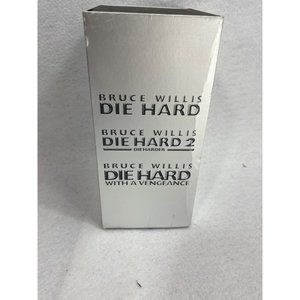 BRUCE WILLIS
DIE HARD
BRUCE WILLIS
DIE HARD 2
DIE HARDER
BRUCE WILLIS
DIE HARD
WITH A VENGEANCE